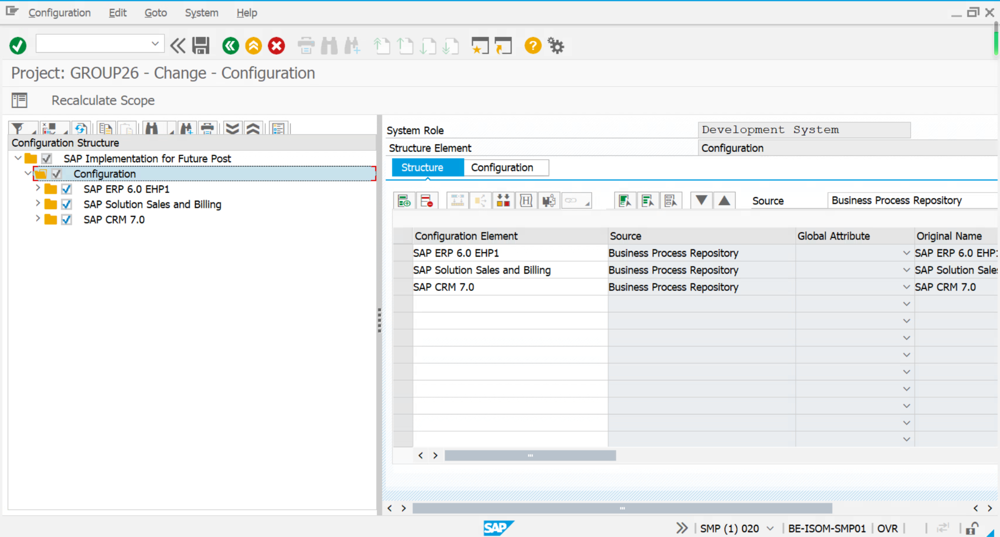 Configuration Edit Goto System Help
Project: GROUP26 - Change - Configuration
Recalculate Scope
Configuration Structure
SAP Implementation for Future Post
Configuration
SAP ERP 6.0 EHP1
SAP Solution Sales and Billing
SAP CRM 7.0
System Role Development System
Structure Element Configuration
Structure Configuration
Source Business Process Repository
Configuration Element Source Global Attribute Original Name
SAP ERP 6.0 EHP1 Business Process Repository SAP ERP 6.0 EHP1
SAP Solution Sales and Billing Business Process Repository SAP Solution Sales
SAP CRM 7.0 Business Process Repository SAP CRM 7.0
SAP SMP (1) 020 BE-ISOM-SMP01 OVR